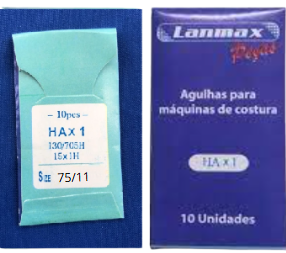 - 10pcs -
HAX 1
130/705H
15x1H
SIZE 75/11
Lanmax
Peças
Agulhas para
máquinas de costura
HA X 1
10 Unidades